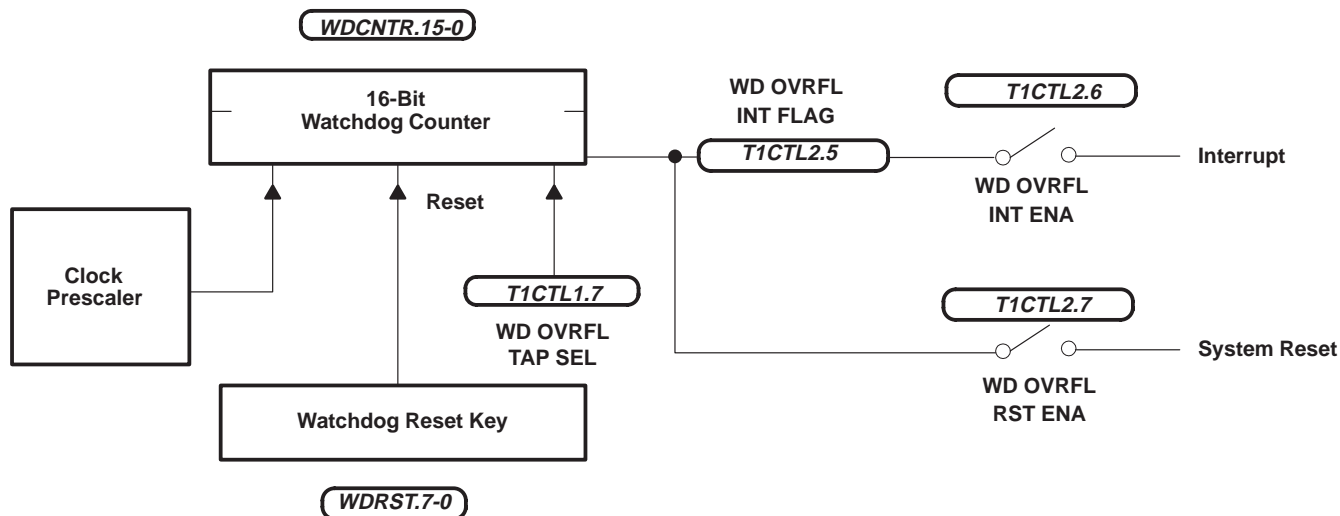 WDCNTR.15-0
16-Bit
Watchdog Counter
WD OVRFL
INT FLAG
T1CTL2.5
T1CTL2.6
WD OVRFL
INT ENA
Interrupt
Reset
Clock
Prescaler
T1CTL1.7
WD OVRFL
TAP SEL
T1CTL2.7
WD OVRFL
RST ENA
System Reset
Watchdog Reset Key
WDRST.7-0